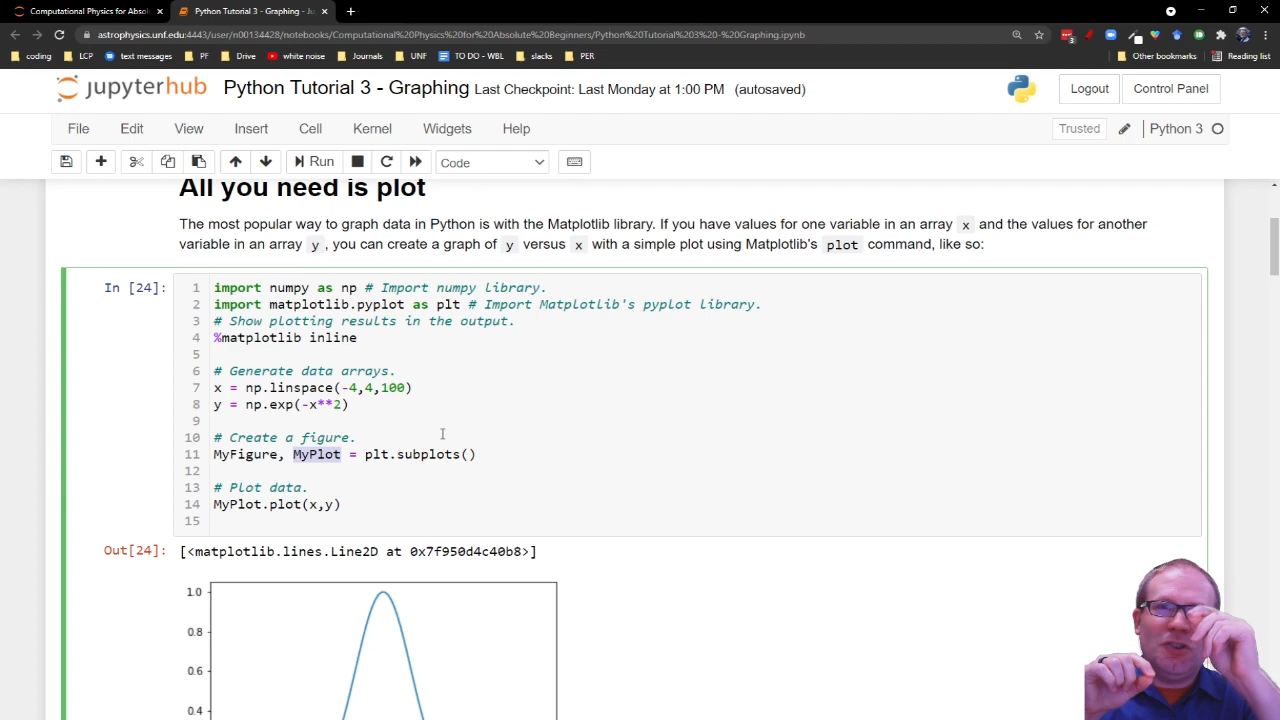 Computational Physics for Absolu
Python Tutorial 3 - Graphing - Ju
astrophysics.unf.edu:4443/user/n00134428/notebooks/Computational%20Physics%20for%20Absolute%20Beginners/Python%20Tutorial%203%20-%20Graphing.ipynb
coding LCP text messages PF Drive white noise Journals UNF TO DO - WBL slacks PER Other bookmarks Reading list
jupyterhub Python Tutorial 3 - Graphing Last Checkpoint: Last Monday at 1:00 PM (autosaved) Logout Control Panel
File Edit View Insert Cell Kernel Widgets Help Trusted Python 3
Run Code
All you need is plot
The most popular way to graph data in Python is with the Matplotlib library. If you have values for one variable in an array x and the values for another
variable in an array y, you can create a graph of y versus x with a simple plot using Matplotlib's plot command, like so:
In [24]: 1 import numpy as np # Import numpy library.
2 import matplotlib.pyplot as plt # Import Matplotlib's pyplot library.
3 # Show plotting results in the output.
4 %matplotlib inline
5
6 # Generate data arrays.
7 x = np.linspace(-4,4,100)
8 y = np.exp(-x**2)
9
10 # Create a figure.
11 MyFigure, MyPlot = plt.subplots()
12
13 # Plot data.
14 MyPlot.plot(x,y)
15
Out[24]: [<matplotlib.lines.Line2D at 0x7f950d4c40b8>]
1.0
0.8
0.6
0.4